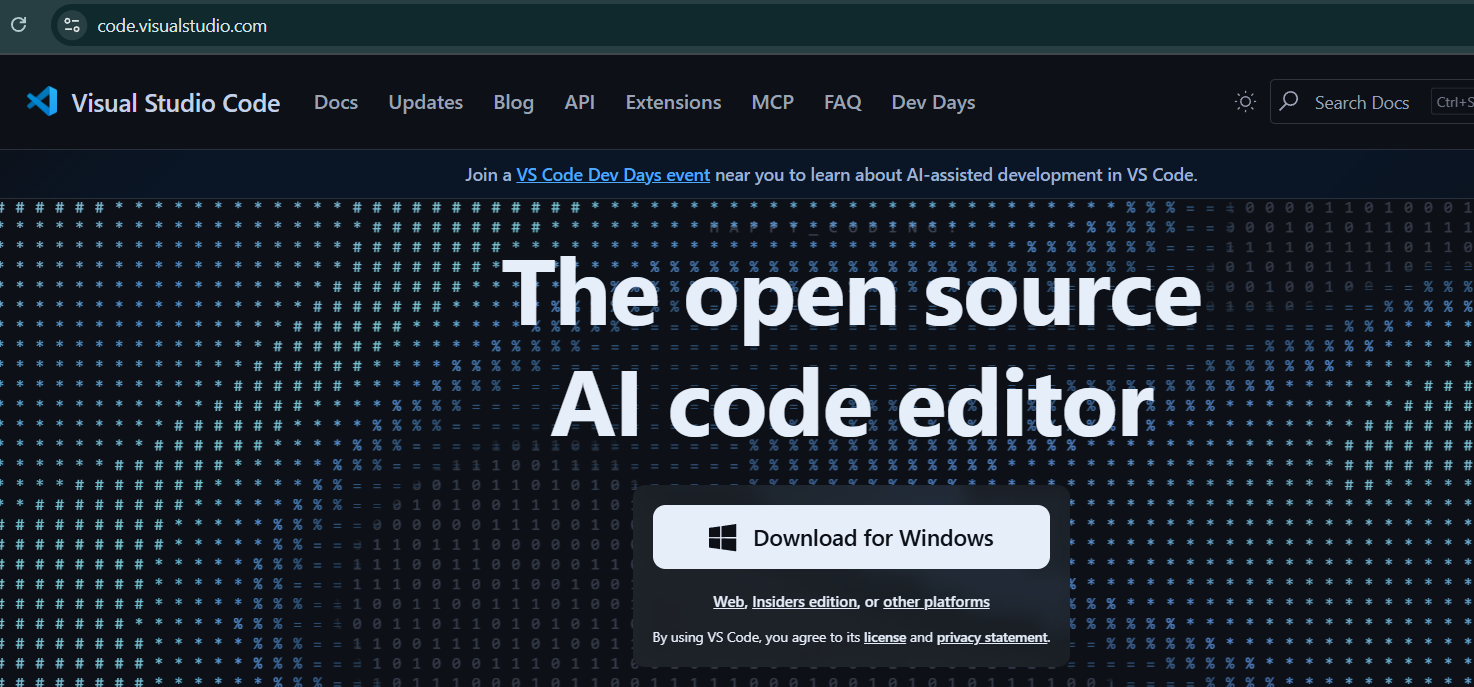 code.visualstudio.com
Visual Studio Code Docs Updates Blog API Extensions MCP FAQ Dev Days Search Docs Ctrl+S
Join a VS Code Dev Days event near you to learn about AI-assisted development in VS Code.
HAPPY_CODING
The open source
AI code editor
Download for Windows
Web, Insiders edition, or other platforms
By using VS Code, you agree to its license and privacy statement.